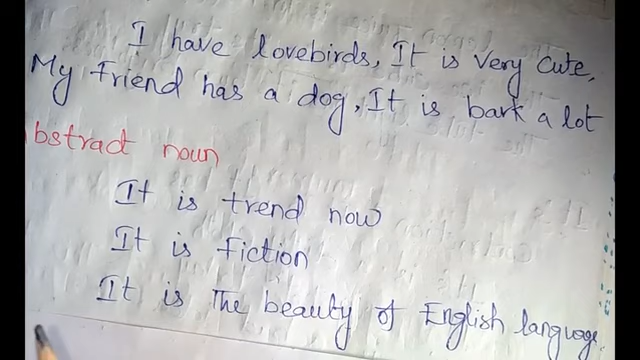 I have lovebirds, It is very cute,
My Friend has a dog, It is bark a lot
bstract noun
It is trend now
It is Fiction
It is The beauty of English language.